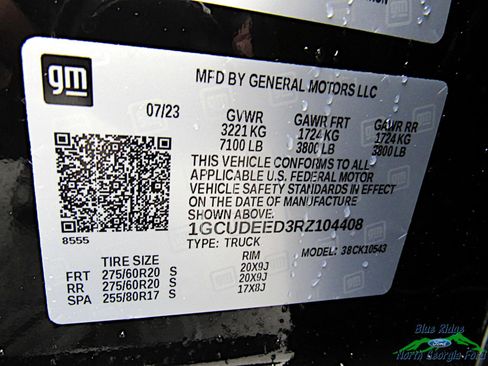 gm
MFD BY GENERAL MOTORS LLC
07/23 GVWR GAWR FRT GAWR RR
3221 KG 1724 KG 1724 KG
7100 LB 3800 LB 3800 LB
THIS VEHICLE CONFORMS TO ALL
APPLICABLE U.S. FEDERAL MOTOR
VEHICLE SAFETY STANDARDS IN EFFECT
ON THE DATE OF MANUFACTURE
SHOWN ABOVE.
1GCUDEED3RZ104408
TYPE: TRUCK MODEL: 38CK10543
8555
TIRE SIZE RIM
FRT 275/60R20 S 20X9J
RR 275/60R20 S 20X9J
SPA 255/80R17 S 17X8J
Blue Ridge
Ford
North Georgia Ford